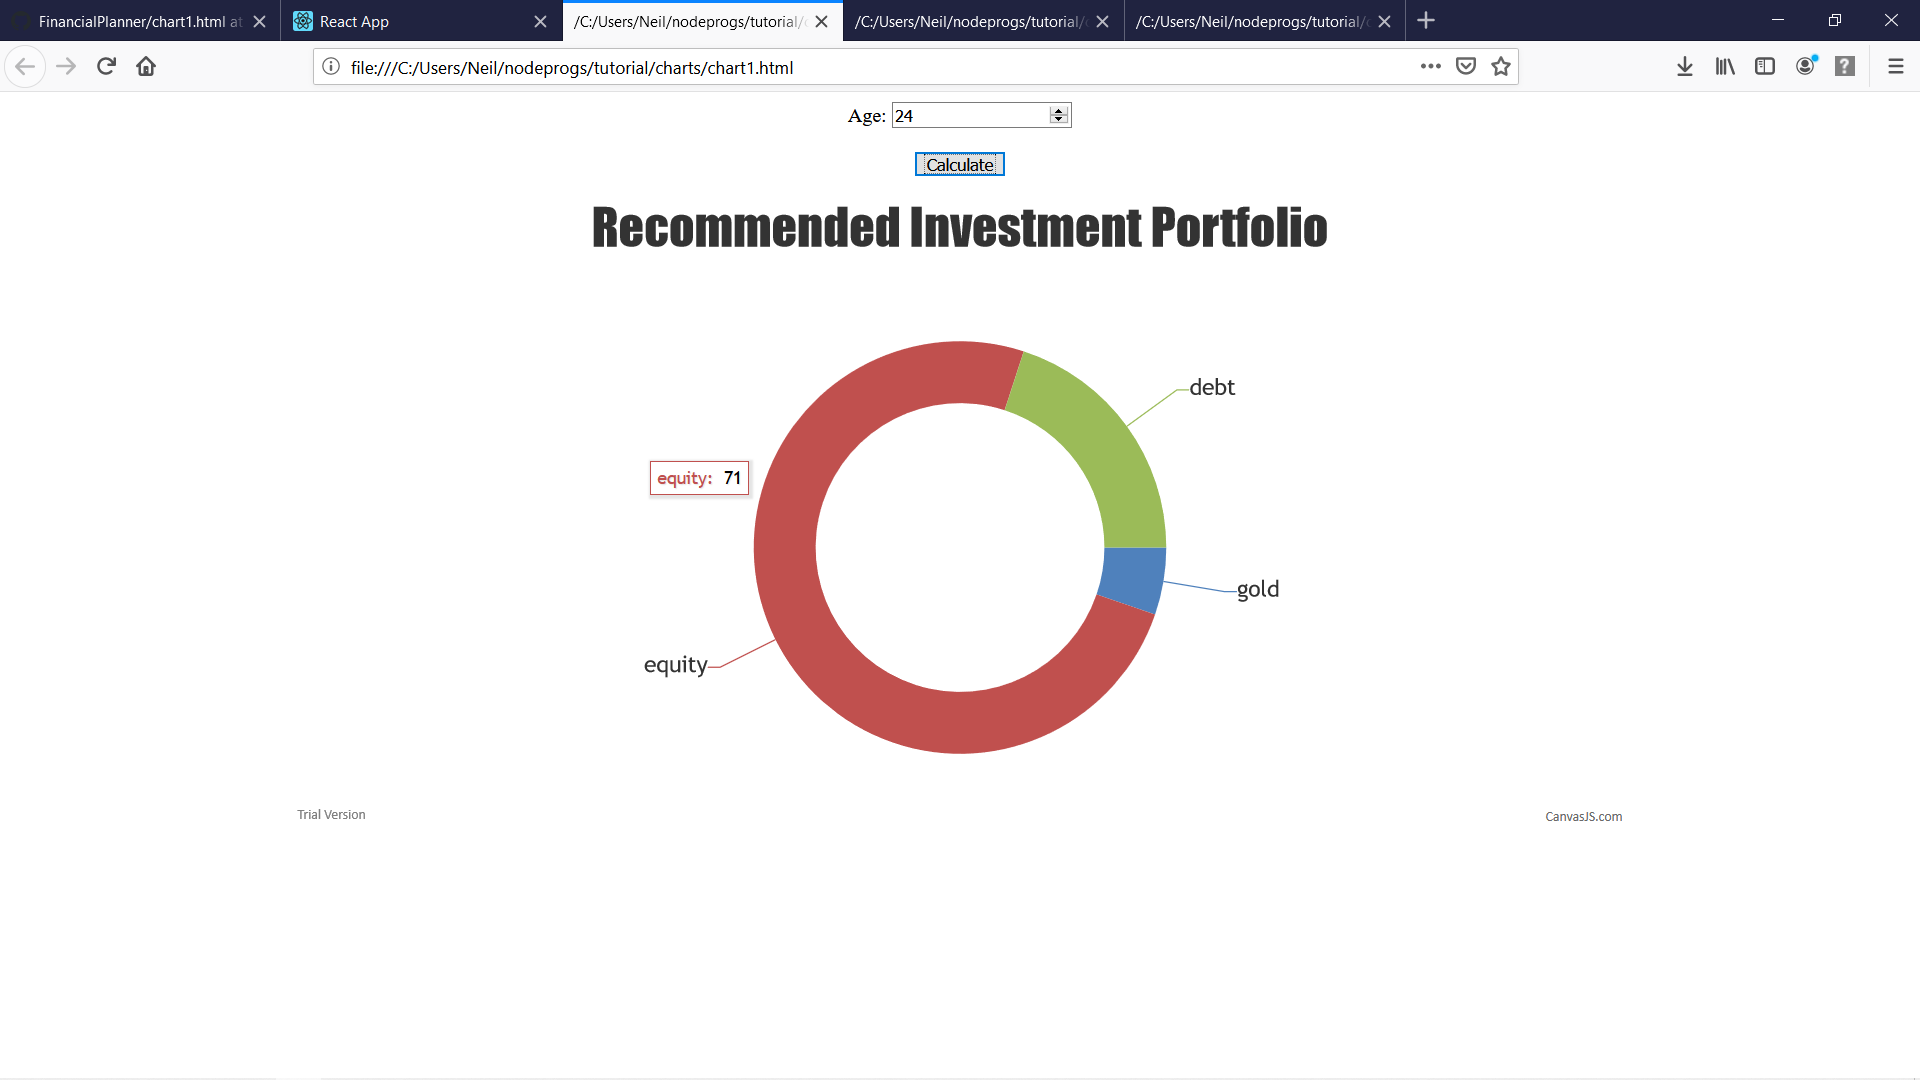 FinancialPlanner/chart1.html at
React App
/C:/Users/Neil/nodeprogs/tutorial/
/C:/Users/Neil/nodeprogs/tutorial/
/C:/Users/Neil/nodeprogs/tutorial/
file:///C:/Users/Neil/nodeprogs/tutorial/charts/chart1.html
Age: 24
Calculate
Recommended Investment Portfolio
debt
equity: 71
gold
equity
Trial Version
CanvasJS.com